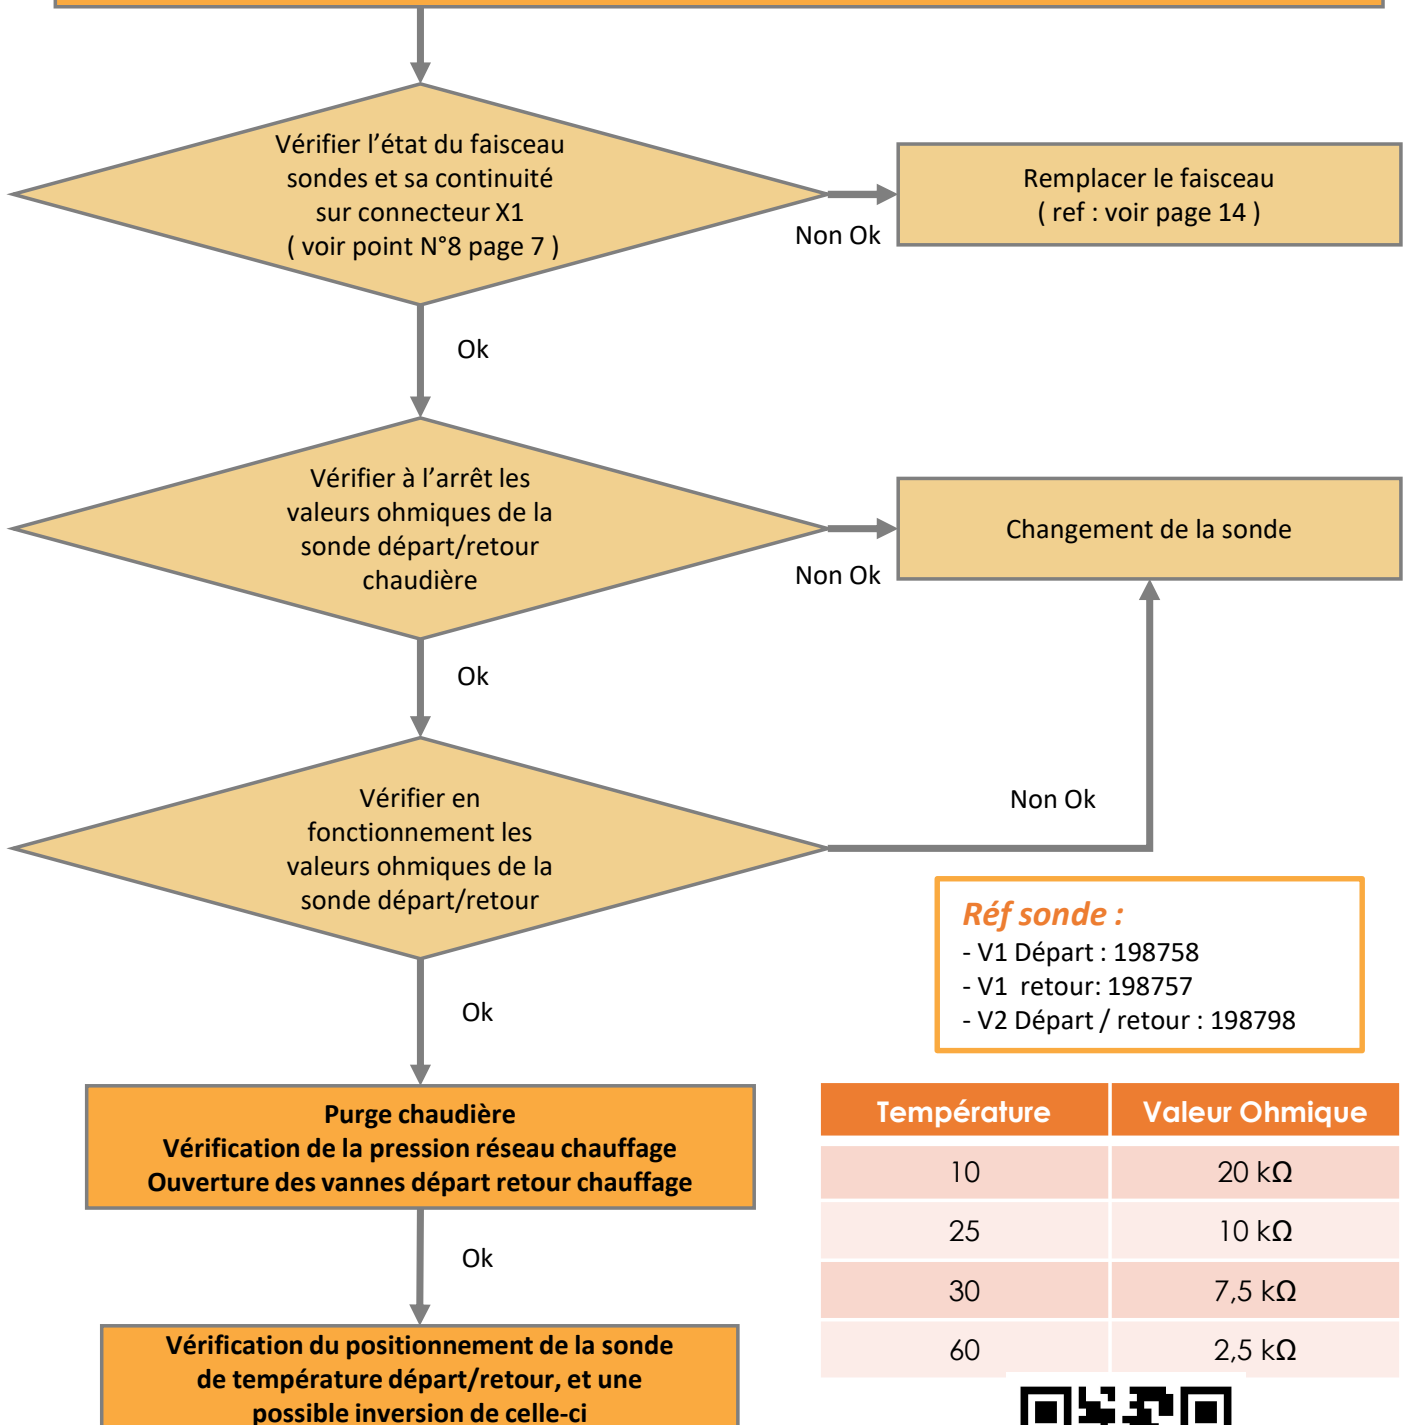 Vérifier l’état du faisceau
sondes et sa continuité
sur connecteur X1
( voir point N°8 page 7 )
Non Ok
Remplacer le faisceau
( ref : voir page 14 )
Ok
Vérifier à l’arrêt les
valeurs ohmiques de la
sonde départ/retour
chaudière
Non Ok
Changement de la sonde
Ok
Vérifier en
fonctionnement les
valeurs ohmiques de la
sonde départ/retour
Non Ok
Réf sonde :
- V1 Départ : 198758
- V1 retour: 198757
- V2 Départ / retour : 198798
Ok
Purge chaudière
Vérification de la pression réseau chauffage
Ouverture des vannes départ retour chauffage
Ok
Vérification du positionnement de la sonde
de température départ/retour, et une
possible inversion de celle-ci
Température Valeur Ohmique
10 20 kΩ
25 10 kΩ
30 7,5 kΩ
60 2,5 kΩ